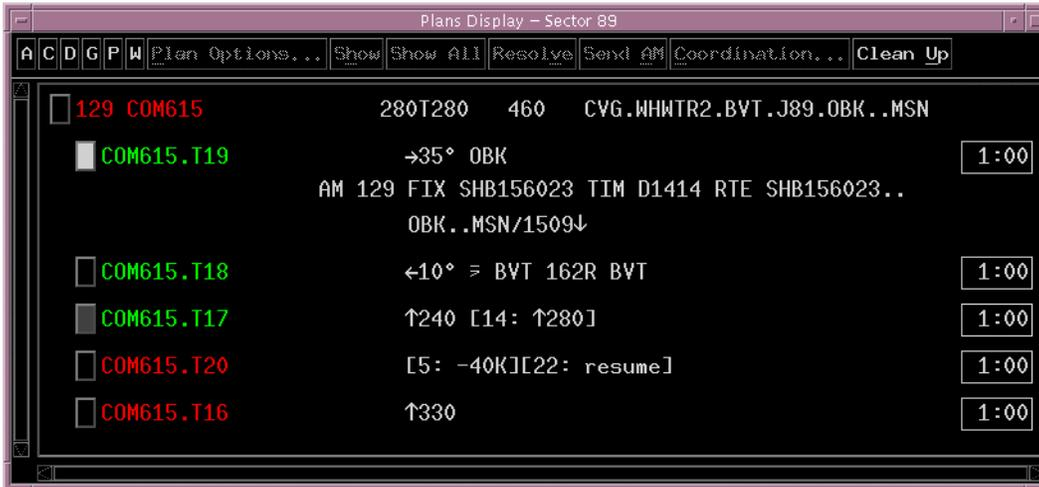 Plans Display – Sector 89
A C D G P W Plan Options... Show Show All Resolve Send AM Coordination... Clean Up
129 COM615 280T280 460 CVG.WHWTR2.BVT.J89.OBK..MSN
COM615.T19 →35° OBK 1:00
AM 129 FIX SHB156023 TIM D1414 RTE SHB156023..
OBK..MSN/1509↓
COM615.T18 ←10° BVT 162R BVT 1:00
COM615.T17 ↑240 [14: ↑280] 1:00
COM615.T20 [5: -40K][22: resume] 1:00
COM615.T16 ↑330 1:00